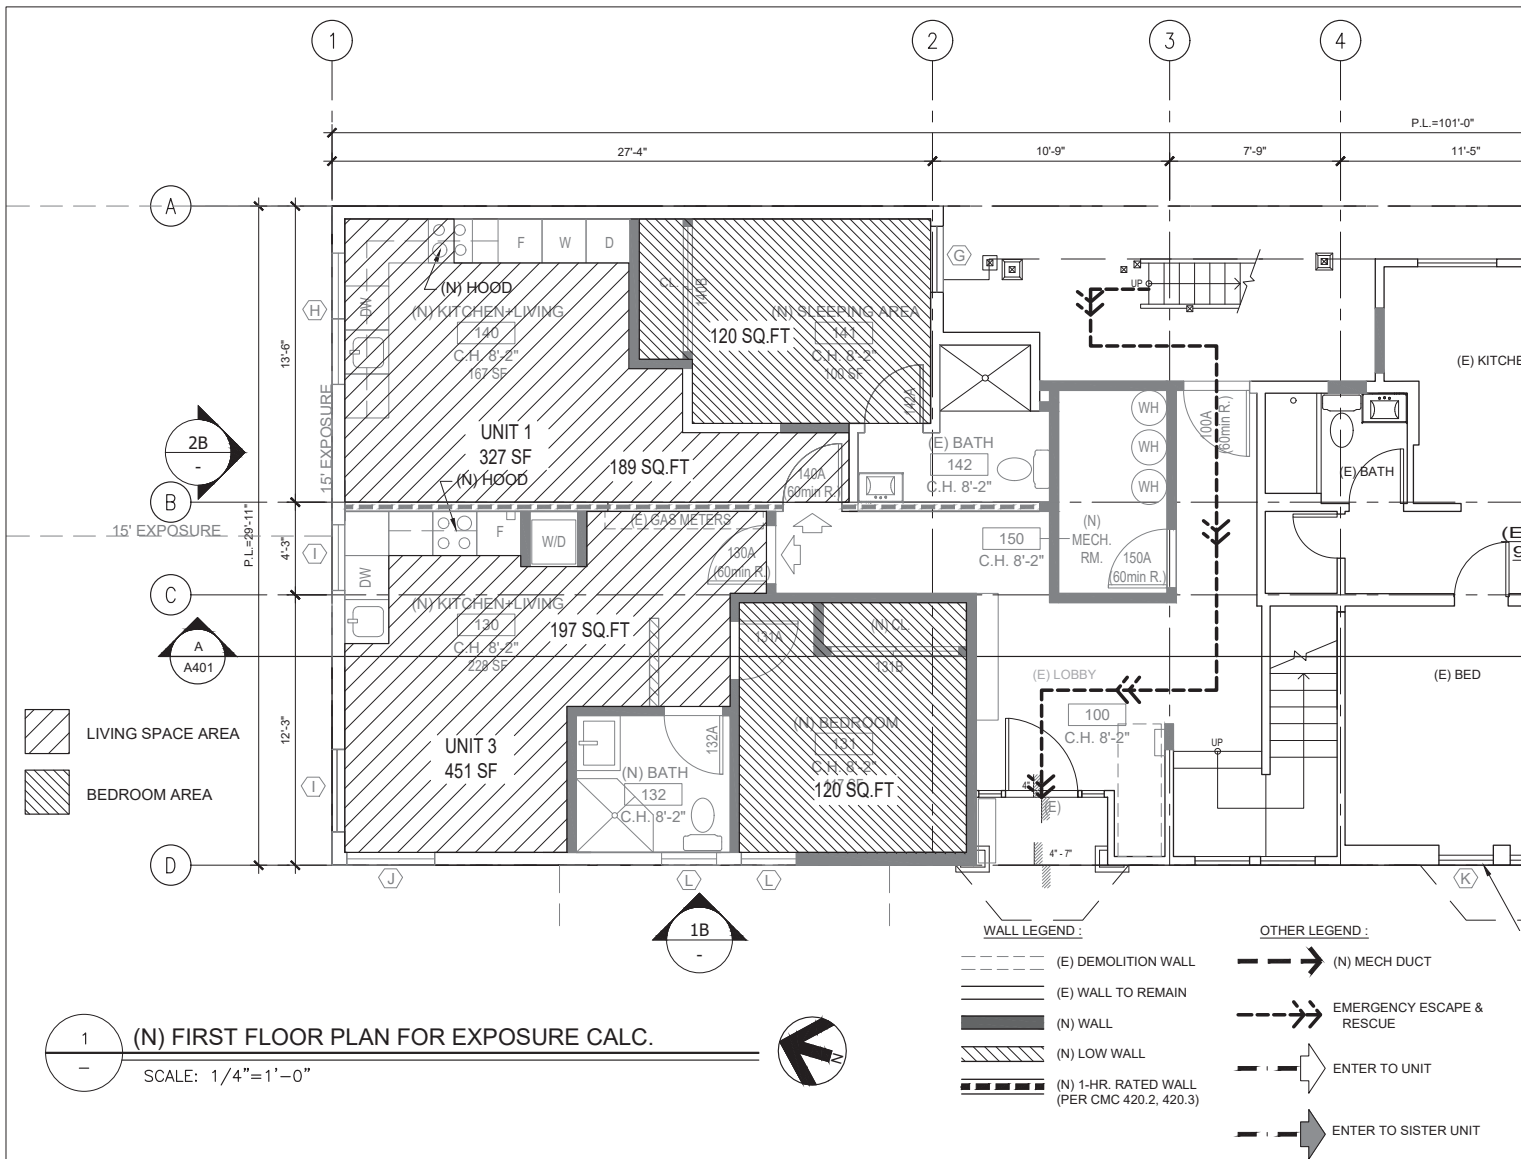 1
2
3
4
P.L.=101'-0"
27'-4"
10'-9"
7'-9"
11'-5"
A
G
F
W
D
(N) HOOD
CL.
140B
UP
H
DW
(N) KITCHEN+LIVING
140
C.H. 8'-2"
167 SF
(N) SLEEPING AREA
141
120 SQ.FT
C.H. 8'-2"
100 SF
13'-6"
(E) KITCHE
15' EXPOSURE
142A
WH
WH
WH
100A
(60min R.)
2B
-
UNIT 1
327 SF
189 SQ.FT
(N) HOOD
140A
(60min R.)
(E) BATH
142
C.H. 8'-2"
(E) BATH
B
15' EXPOSURE
P.L.=29'-11"
4'-3"
I
(E) GAS METERS
F
W/D
DW
130A
(60min R.)
150
C.H. 8'-2"
(N)
MECH.
RM.
150A
(60min R.)
(E
9
C
(N) KITCHEN+LIVING
130
C.H. 8'-2"
228 SF
197 SQ.FT
131A
(N) CL.
131B
A
A401
(E) LOBBY
100
C.H. 8'-2"
(E) BED
LIVING SPACE AREA
BEDROOM AREA
12'-3"
I
UNIT 3
451 SF
132A
(N) BATH
132
C.H. 8'-2"
(N) BEDROOM
131
C.H. 8'-2"
117 SF
120 SQ.FT
UP
4"
(E)
4" - 7"
D
J
L
L
K
1B
-
WALL LEGEND :
(E) DEMOLITION WALL
(E) WALL TO REMAIN
(N) WALL
(N) LOW WALL
(N) 1-HR. RATED WALL
(PER CMC 420.2, 420.3)
OTHER LEGEND :
(N) MECH DUCT
EMERGENCY ESCAPE &
RESCUE
ENTER TO UNIT
ENTER TO SISTER UNIT
1
–
(N) FIRST FLOOR PLAN FOR EXPOSURE CALC.
SCALE: 1/4"=1'-0"
N